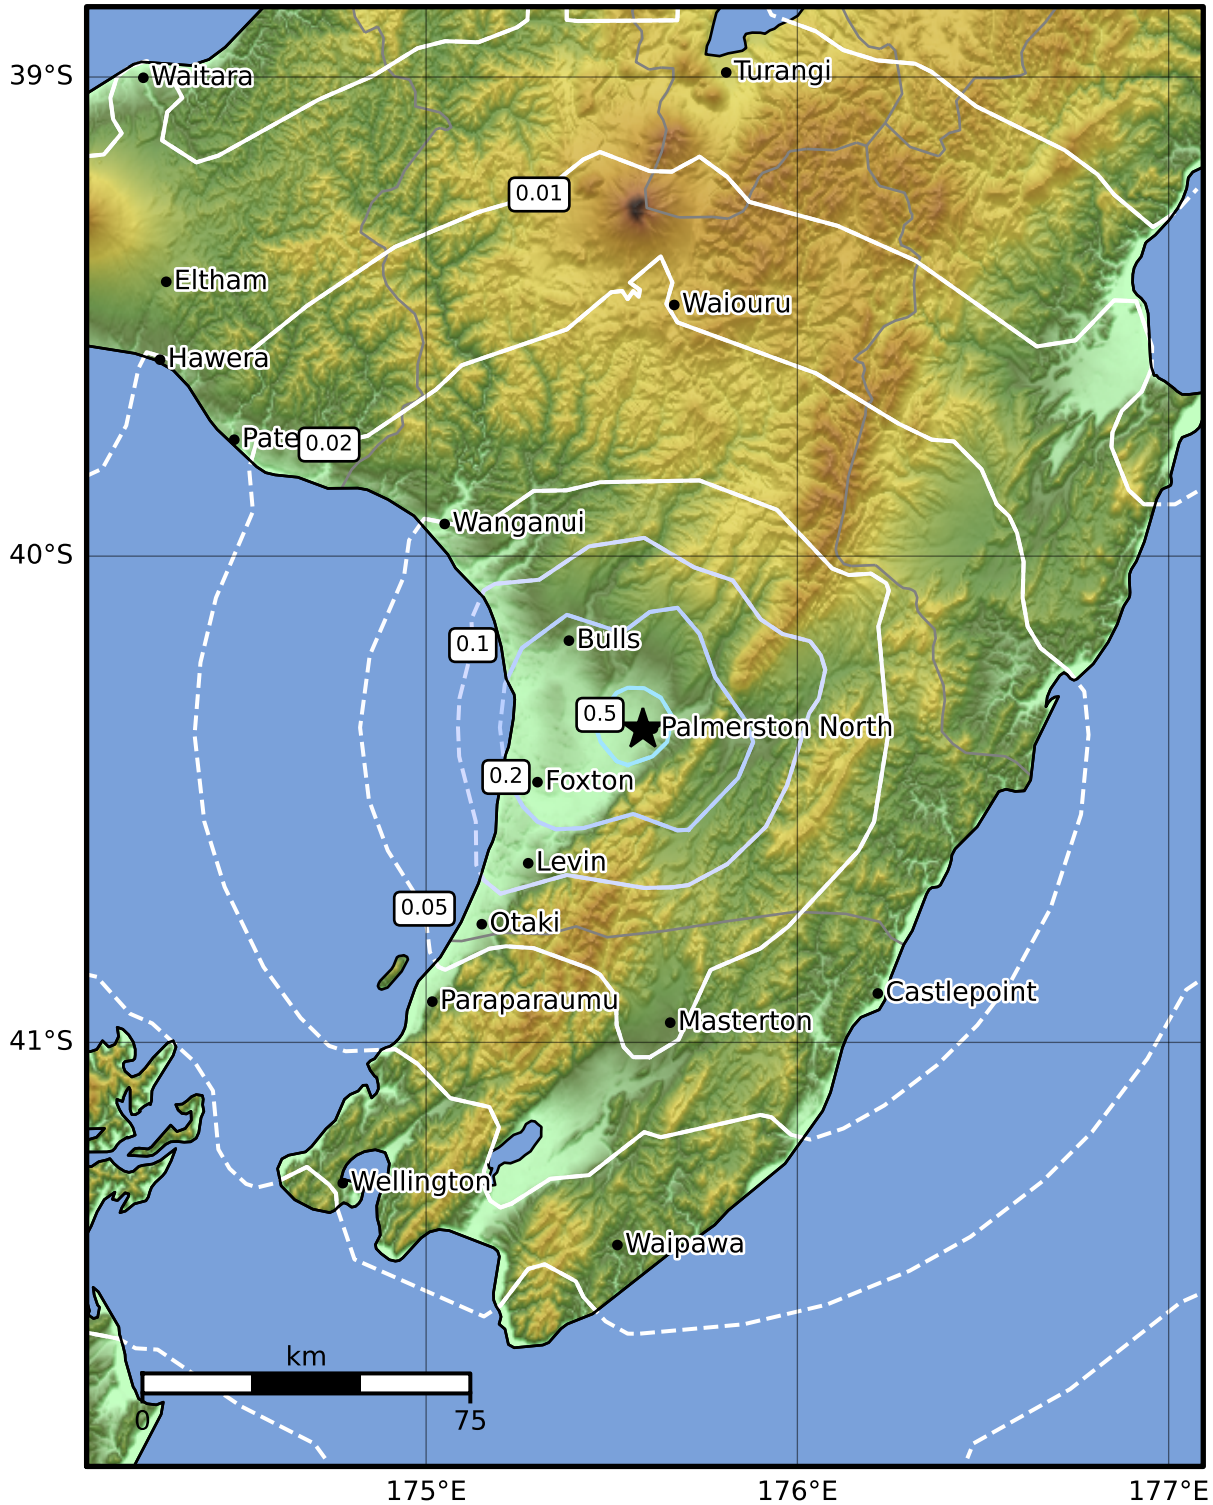 39°S
Waitara
Turangi
0.01
Eltham
Waiouru
Hawera
Pate
0.02
Wanganui
40°S
Bulls
0.1
0.5
Palmerston North
0.2
Foxton
Levin
0.05
Otaki
Castlepoint
Paraparaumu
Masterton
41°S
Wellington
Waipawa
km
0 75
175°E 176°E 177°E